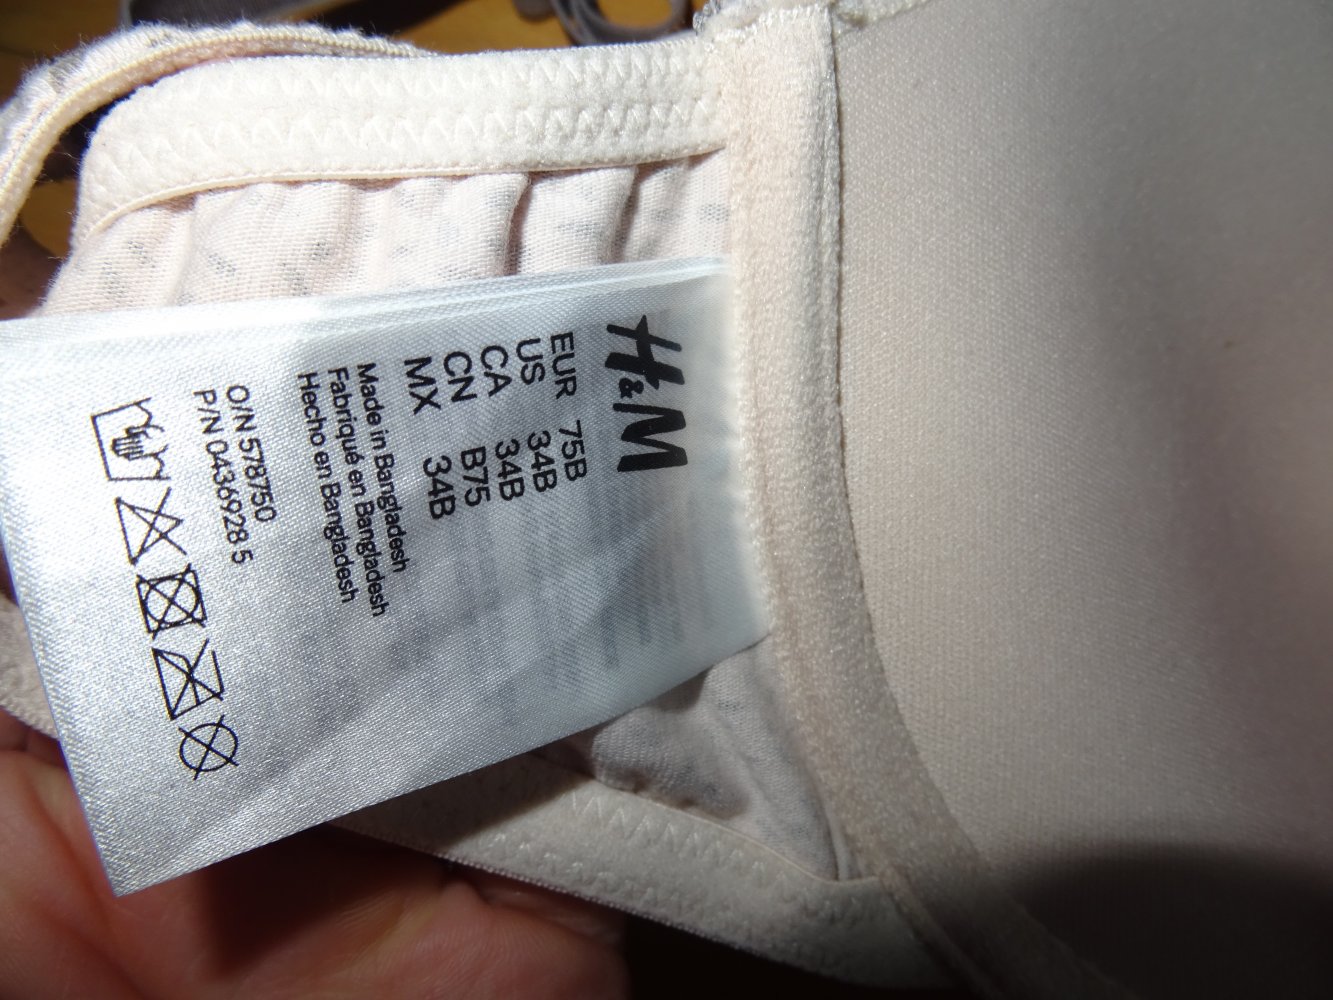 H&M
EUR 75B
US 34B
CA 34B
CN B75
MX 34B
Made in Bangladesh
Fabriqué en Bangladesh
Hecho en Bangladesh
O/N 578750
P/N 0436928 5